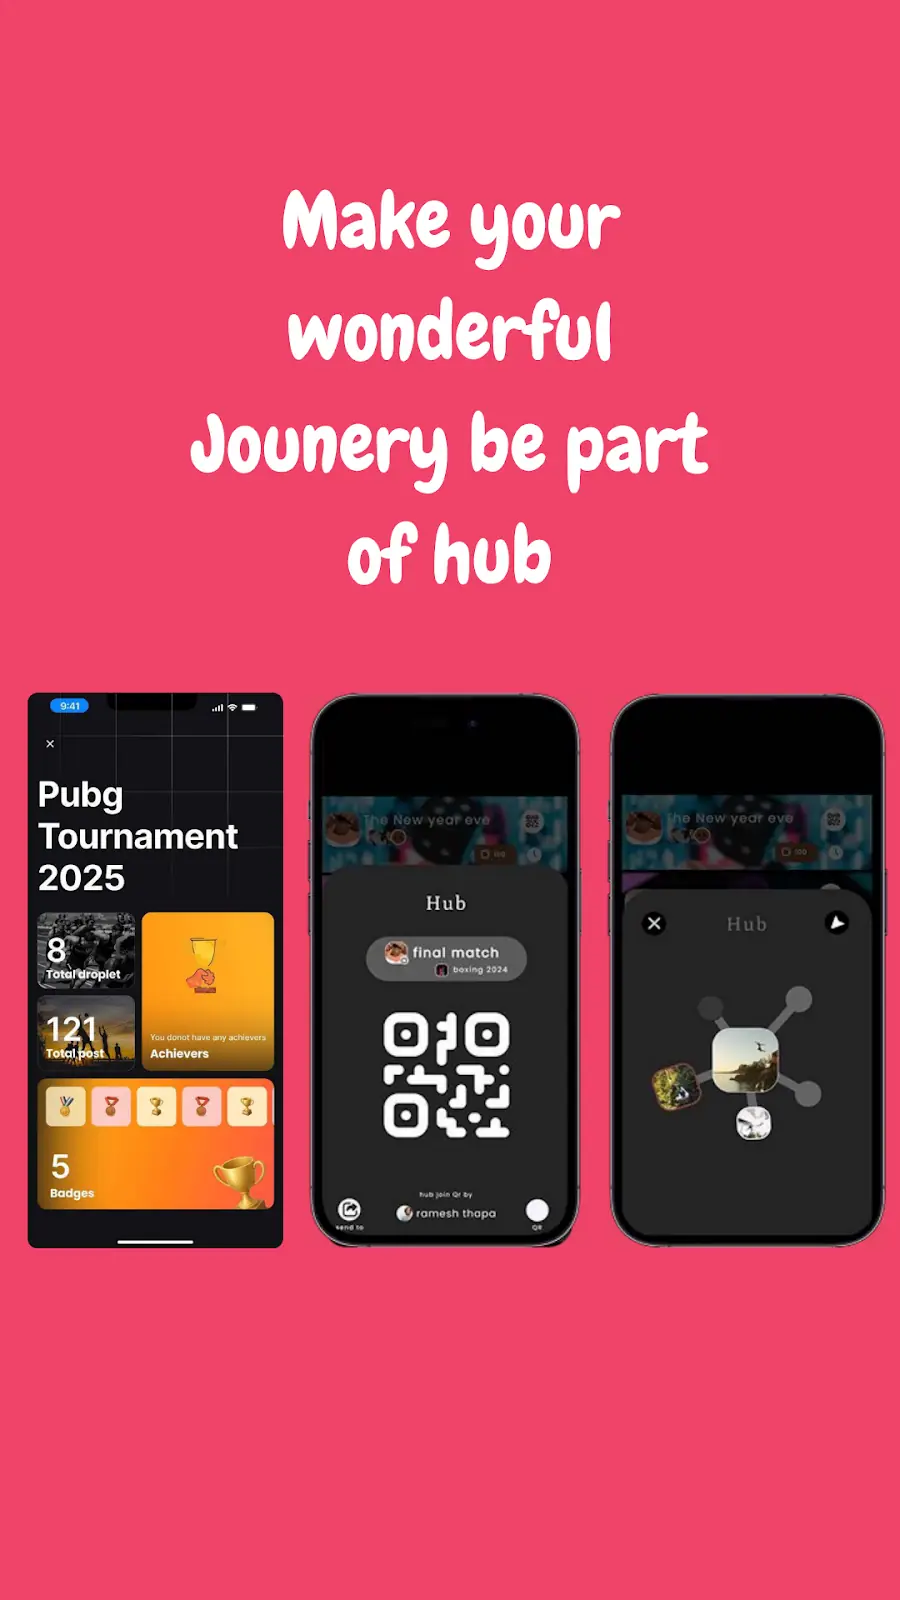 Make your
wonderful
Jounery be part
of hub
9:41
Pubg
Tournament
2025
8
Total droplet
121
Total post
You donot have any achievers
Achievers
5
Badges
The New year eve
Hub
final match
boxing 2024
hub join Qr by
ramesh thapa
send to
QR
The New year eve
100
Hub